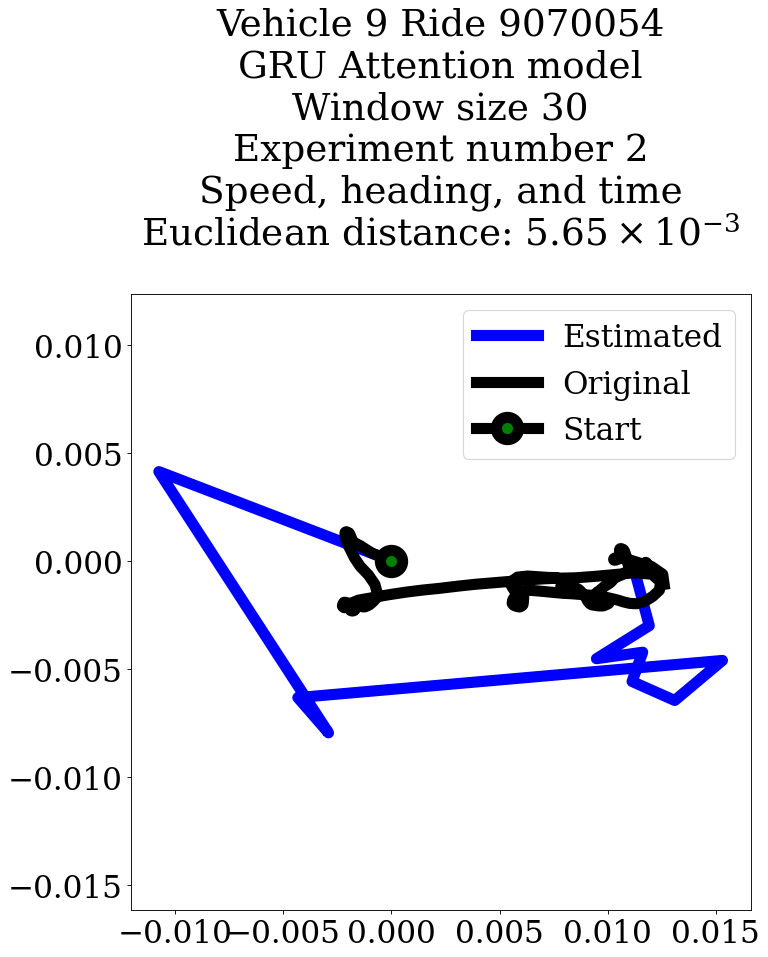 Vehicle 9 Ride 9070054
GRU Attention model
Window size 30
Experiment number 2
Speed, heading, and time
Euclidean distance: 5.65 × 10⁻³
Estimated
Original
Start
0.010
0.005
0.000
−0.005
−0.010
−0.015
−0.010 −0.005 0.000 0.005 0.010 0.015